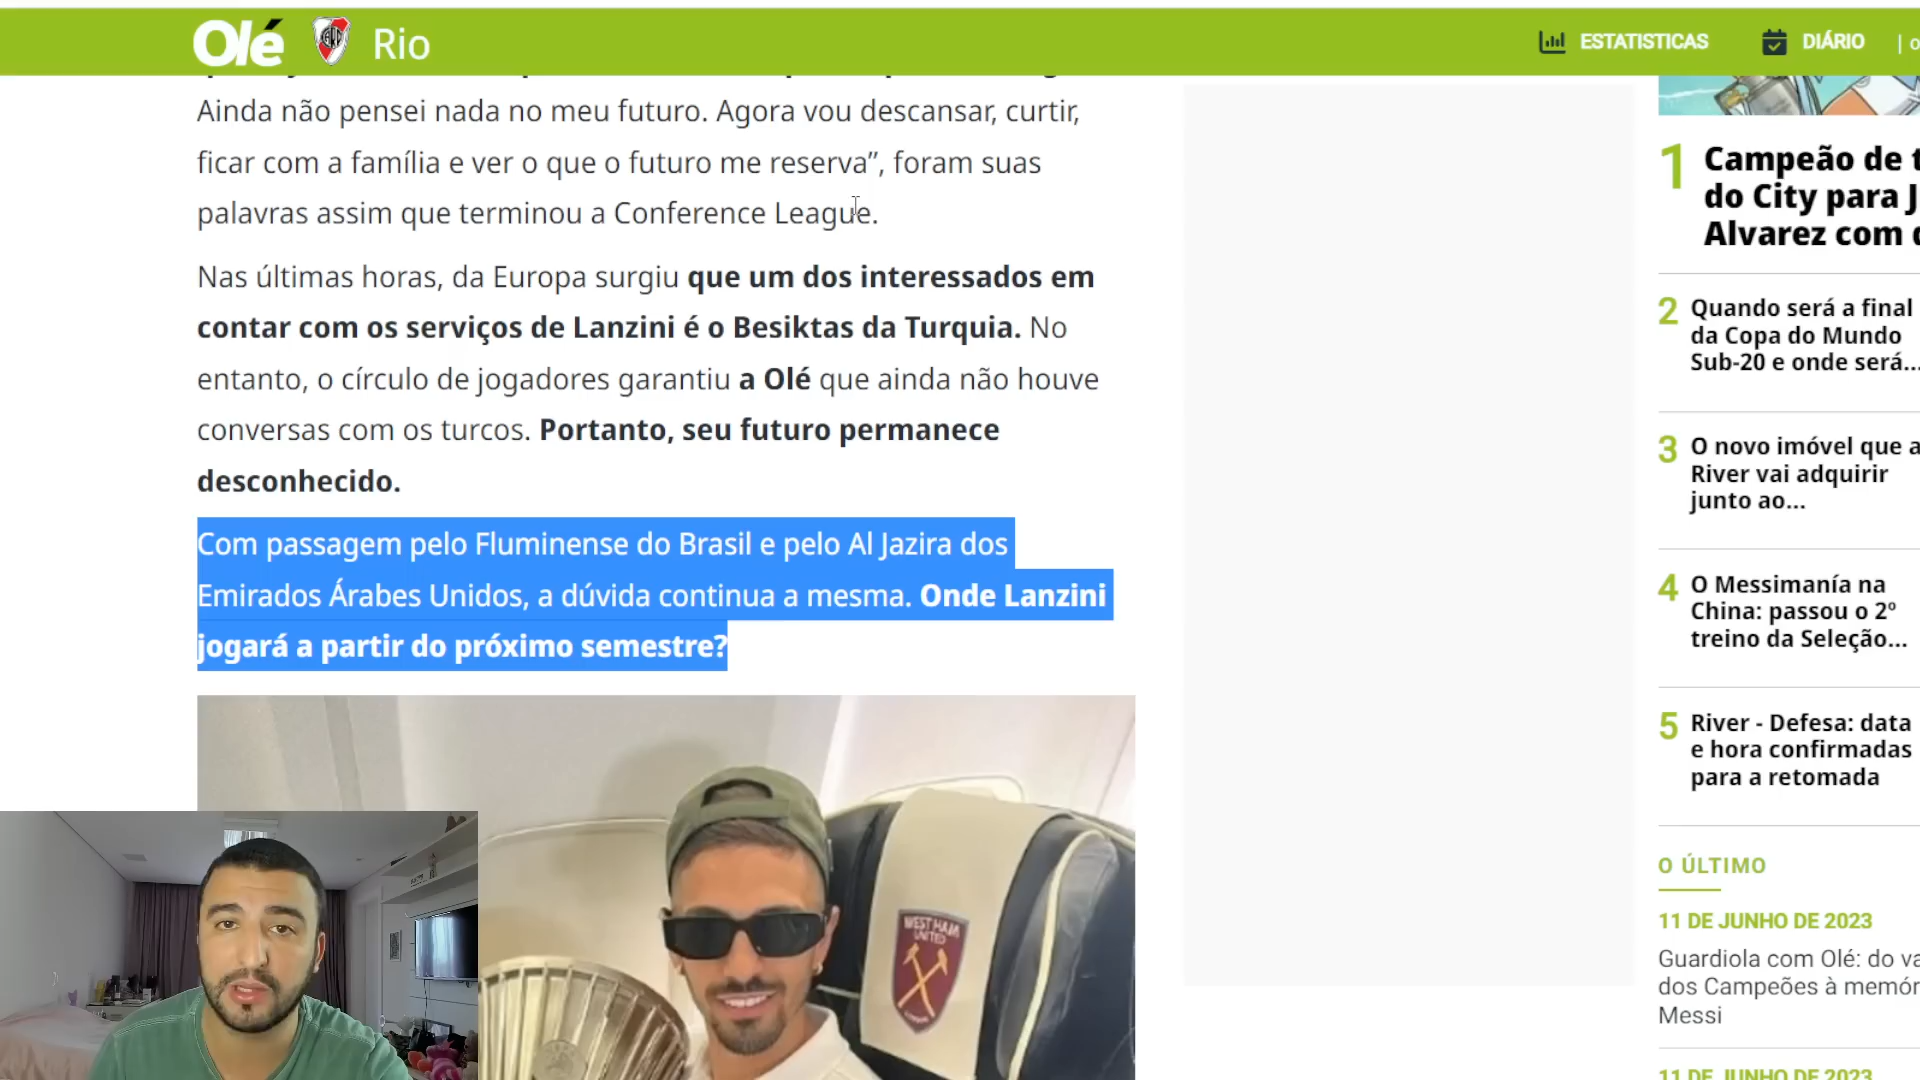 Olé
Rio
ESTATISTICAS
DIÁRIO
Ainda não pensei nada no meu futuro. Agora vou descansar, curtir,
ficar com a família e ver o que o futuro me reserva”, foram suas
palavras assim que terminou a Conference League.
Nas últimas horas, da Europa surgiu que um dos interessados em
contar com os serviços de Lanzini é o Besiktas da Turquia. No
entanto, o círculo de jogadores garantiu a Olé que ainda não houve
conversas com os turcos. Portanto, seu futuro permanece
desconhecido.
Com passagem pelo Fluminense do Brasil e pelo Al Jazira dos
Emirados Árabes Unidos, a dúvida continua a mesma. Onde Lanzini
jogará a partir do próximo semestre?
WEST HAM
UNITED
1 Campeão de
do City para
Alvarez com
2 Quando será a final
da Copa do Mundo
Sub-20 e onde será...
3 O novo imóvel que a
River vai adquirir
junto ao...
4 O Messimanía na
China: passou o 2º
treino da Seleção...
5 River - Defesa: data
e hora confirmadas
para a retomada
O ÚLTIMO
11 DE JUNHO DE 2023
Guardiola com Olé: do
dos Campeões à
Messi
11 DE JUNHO DE 2023